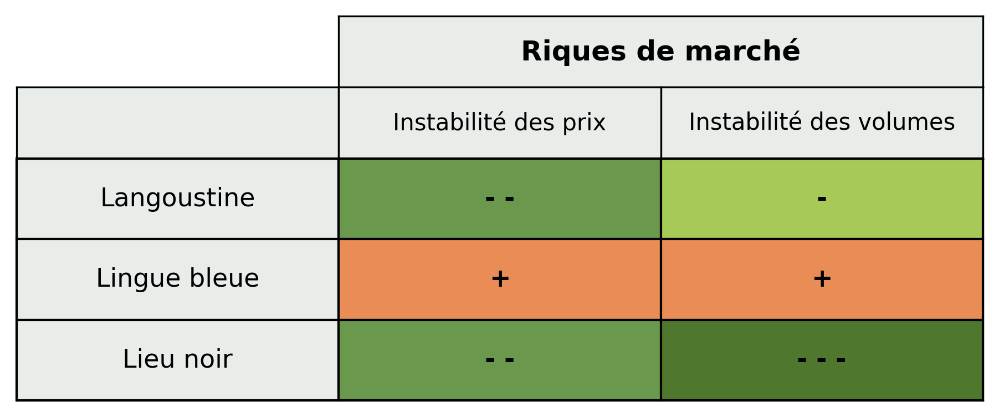 Riques de marché
Instabilité des prix Instabilité des volumes
Langoustine - - -
Lingue bleue + +
Lieu noir - - - - -